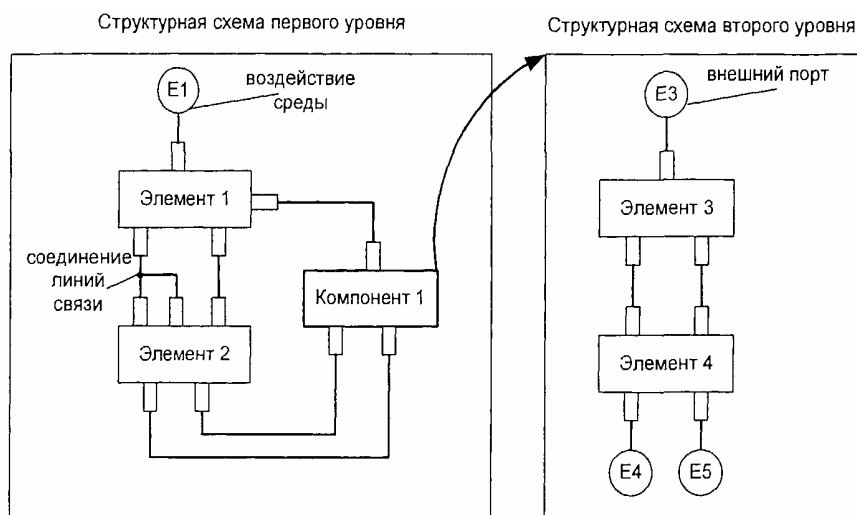 Структурная схема первого уровня
Структурная схема второго уровня
E1
воздействие
среды
E3
внешний порт
Элемент 1
Элемент 3
соединение
линий
связи
Компонент 1
Элемент 2
Элемент 4
E4
E5